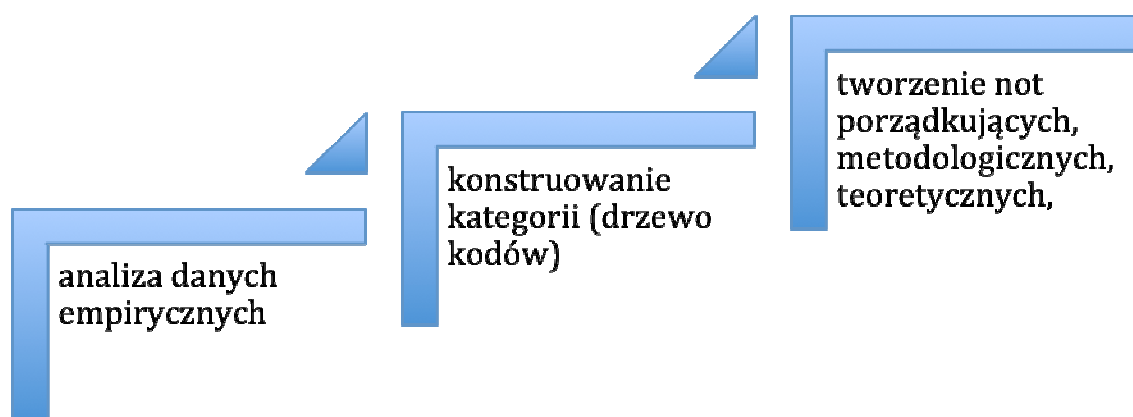 analiza danych
empirycznych
konstruowanie
kategorii (drzewo
kodów)
tworzenie not
porządkujących,
metodologicznych,
teoretycznych,